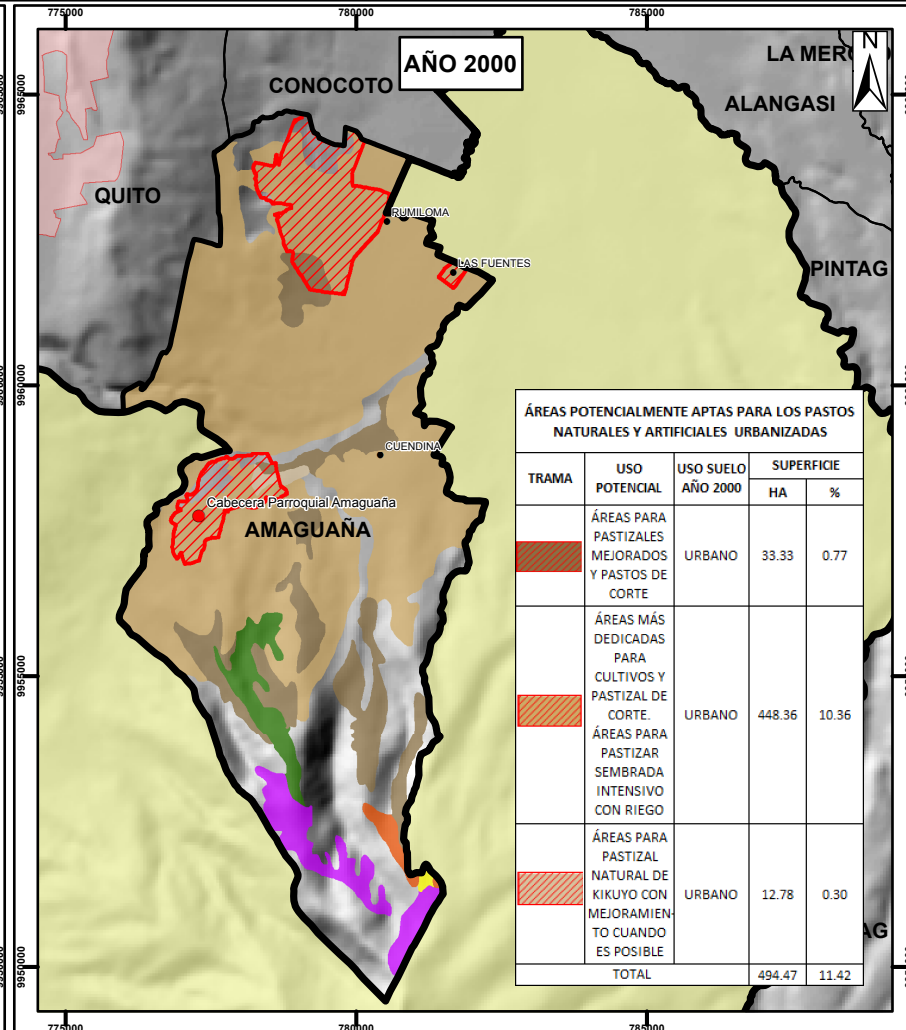 775000
780000
785000
AÑO 2000
N
LA MER
CONOCOTO
ALANGASI
QUITO
RUMILOMA
LAS FUENTES
PINTAG
9960000
ÁREAS POTENCIALMENTE APTAS PARA LOS PASTOS
NATURALES Y ARTIFICIALES URBANIZADAS
TRAMA
USO
POTENCIAL
USO SUELO
AÑO 2000
SUPERFICIE
HA
%
ÁREAS PARA
PASTIZALES
MEJORADOS
Y PASTOS DE
CORTE
URBANO
33.33
0.77
ÁREAS MÁS
DEDICADAS
PARA
CULTIVOS Y
PASTIZAL DE
CORTE.
ÁREAS PARA
PASTIZAR
SEMBRADA
INTENSIVO
CON RIEGO
URBANO
448.36
10.36
ÁREAS PARA
PASTIZAL
NATURAL DE
KIKUYO CON
MEJORAMIEN-
TO CUANDO
ES POSIBLE
URBANO
12.78
0.30
TOTAL
494.47
11.42
CUENDINA
Cabecera Parroquial Amaguaña
AMAGUAÑA
9955000
AG
9950000
775000
780000
785000